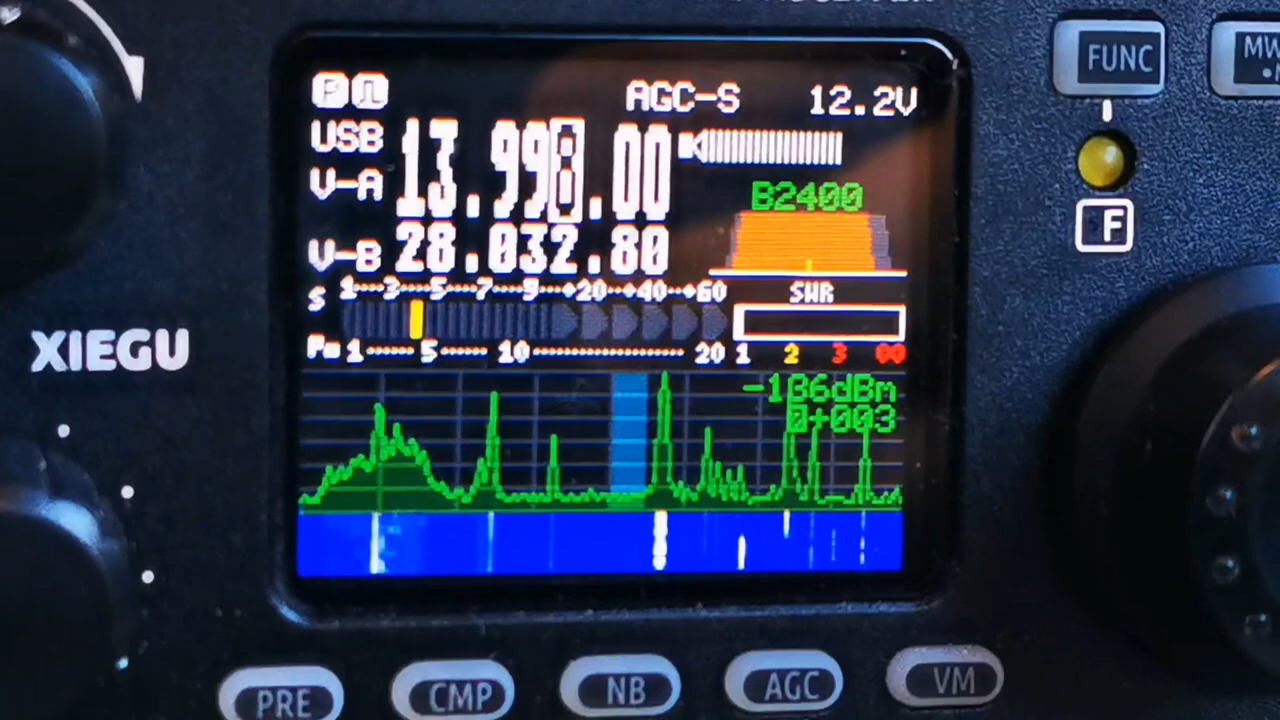 FUNC
MW
P
AGC-S 12.2V
USB
V-A 13.998.00
B2400
V-B 28.032.80
F
S 1 3 5 7 9 +20 +40 +60 SWR
XIEGU
Po 1 5 10 20 1 2 3 ∞
0+003
PRE CMP NB AGC VM